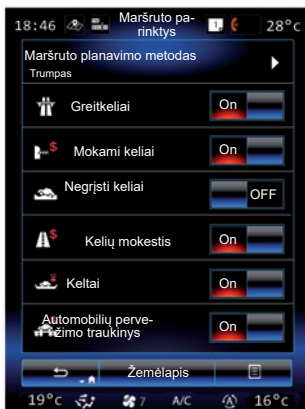 18:46
Maršruto pa-
rinktys
1
28°c
Maršruto planavimo metodas
Trumpas
Greitkeliai On
$ Mokami keliai On
Negrįsti keliai OFF
$ Kelių mokestis On
Keltai On
Automobilių perve-
žimo traukinys On
Žemėlapis
19°c 7 A/C A 16°c